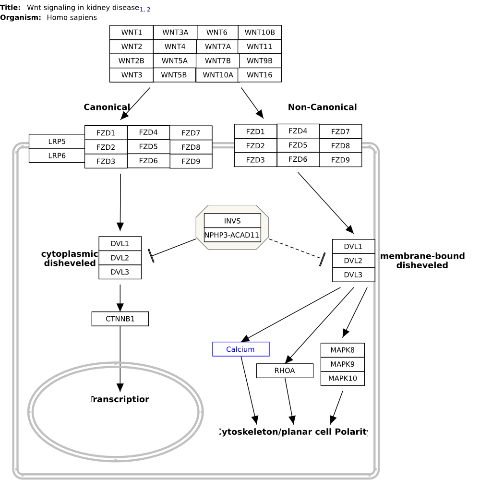 Title: Wnt signaling in kidney disease1, 2
Organism: Homo sapiens
WNT1 WNT3A WNT6 WNT10B
WNT2 WNT4 WNT7A WNT11
WNT2B WNT5A WNT7B WNT9B
WNT3 WNT5B WNT10A WNT16
Canonical Non-Canonical
LRP5
LRP6
FZD1 FZD4 FZD7
FZD2 FZD5 FZD8
FZD3 FZD6 FZD9
FZD1 FZD4 FZD7
FZD2 FZD5 FZD8
FZD3 FZD6 FZD9
INVS
NPHP3-ACAD11
cytoplasmic
disheveled
DVL1
DVL2
DVL3
DVL1
DVL2
DVL3
membrane-bound
disheveled
CTNNB1
Calcium
RHOA
MAPK8
MAPK9
MAPK10
Transcription
Cytoskeleton/planar cell Polarity